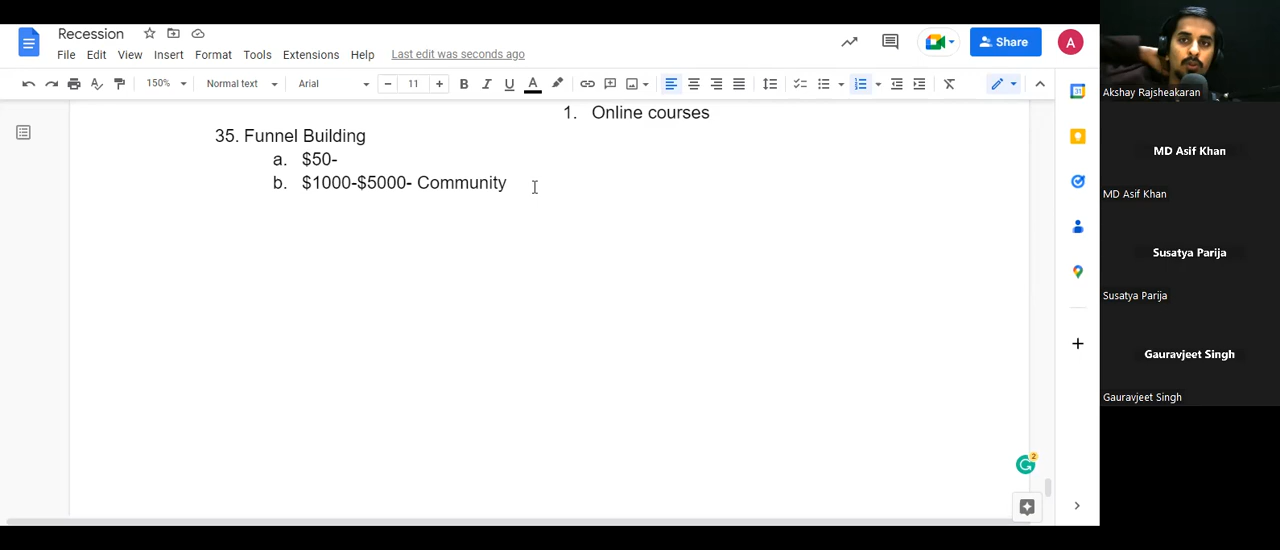 Recession
File Edit View Insert Format Tools Extensions Help Last edit was seconds ago
Share
A
150% Normal text Arial 11 B I U A
1. Online courses
35. Funnel Building
a. $50-
b. $1000-$5000- Community
2
Akshay Rajsheakaran
MD Asif Khan
MD Asif Khan
Susatya Parija
Susatya Parija
Gauravjeet Singh
Gauravjeet Singh